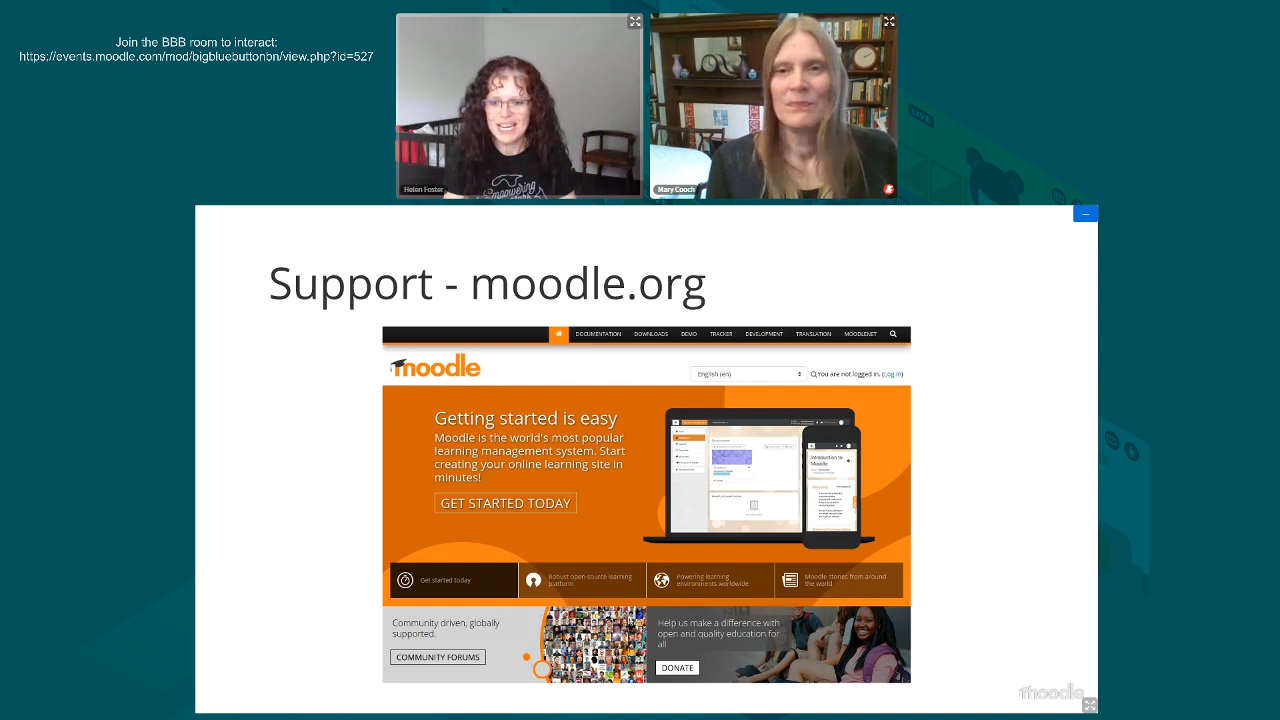 Join the BBB room to interact:
https://events.moodle.com/mod/bigbluebuttonbn/view.php?id=527
Helen Foster
Mary Cooch
Empowering
LIVE
Support - moodle.org
DOCUMENTATION DOWNLOADS DEMO TRACKER DEVELOPMENT TRANSLATION MOODLENET
moodle
English (en)
You are not logged in. (Log in)
Getting started is easy
Moodle is the world's most popular
learning management system. Start
creating your online learning site in
minutes!
GET STARTED TODAY
Introduction to
Moodle
Get started today
Robust open-source learning
platform
Powering learning
environments worldwide
Moodle stories from around
the world
Community driven, globally
supported.
COMMUNITY FORUMS
Help us make a difference with
open and quality education for
all
DONATE
moodle